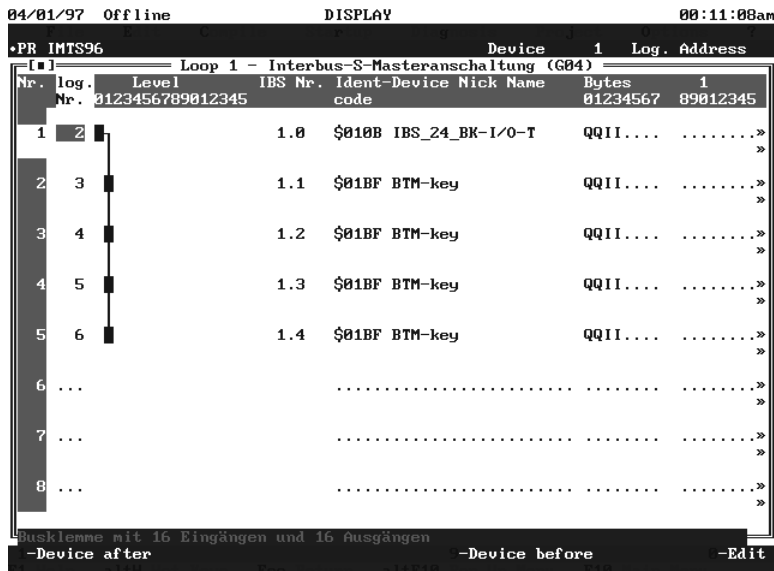 04/01/97 Offline DISPLAY 00:11:08am
◆PR IMTS96 Device 1 Log. Address
[■] Loop 1 - Interbus-S-Masteranschaltung (G04)
Nr. log. Level IBS Nr. Ident-Device Nick Name Bytes 1
Nr. 0123456789012345 code 01234567 89012345
1 2 1.0 $010B IBS_24_BK-I/O-T QQII.... ........»
»
2 3 1.1 $01BF BTM-key QQII.... ........»
»
3 4 1.2 $01BF BTM-key QQII.... ........»
»
4 5 1.3 $01BF BTM-key QQII.... ........»
»
5 6 1.4 $01BF BTM-key QQII.... ........»
»
6 ... ........................ ........ ........»
»
7 ... ........................ ........ ........»
»
8 ... ........................ ........ ........»
»
Busklemme mit 16 Eingängen und 16 Ausgängen
-Device after -Device before -Edit